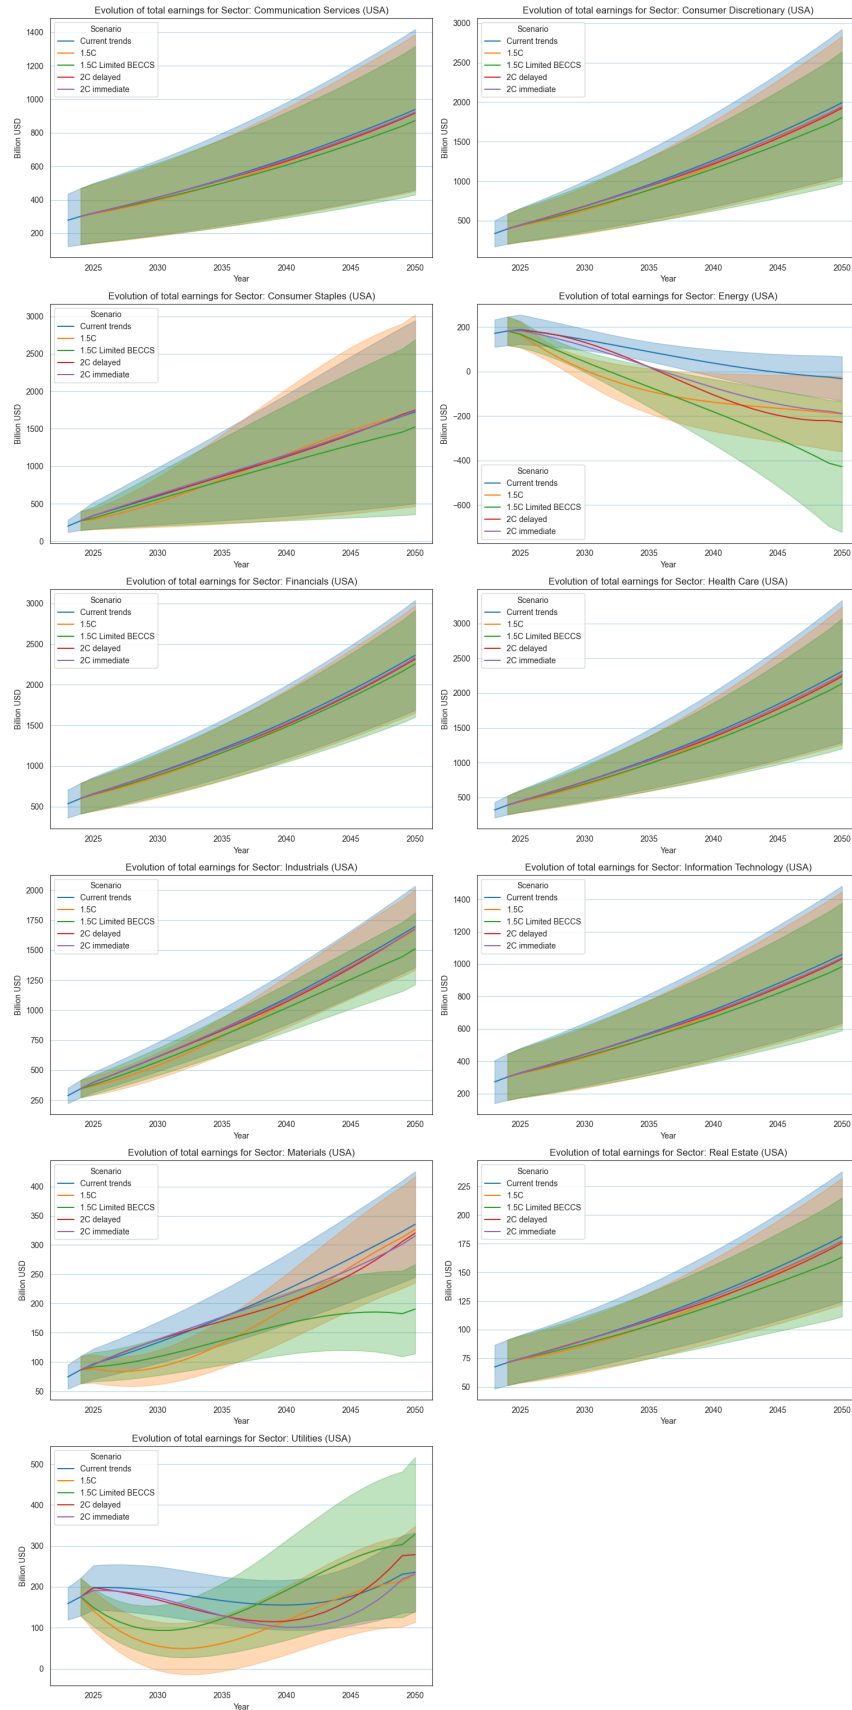 Evolution of total earnings for Sector: Communication Services (USA)
Billion USD
1400
1200
1000
800
600
400
200
Scenario
Current trends
1.5C
1.5C Limited BECCS
2C delayed
2C immediate
2025 2030 2035 2040 2045 2050
Year
Evolution of total earnings for Sector: Consumer Discretionary (USA)
Billion USD
3000
2500
2000
1500
1000
500
Scenario
Current trends
1.5C
1.5C Limited BECCS
2C delayed
2C immediate
2025 2030 2035 2040 2045 2050
Year
Evolution of total earnings for Sector: Consumer Staples (USA)
Billion USD
3000
2500
2000
1500
1000
500
0
Scenario
Current trends
1.5C
1.5C Limited BECCS
2C delayed
2C immediate
2025 2030 2035 2040 2045 2050
Year
Evolution of total earnings for Sector: Energy (USA)
Billion USD
200
0
−200
−400
−600
Scenario
Current trends
1.5C
1.5C Limited BECCS
2C delayed
2C immediate
2025 2030 2035 2040 2045 2050
Year
Evolution of total earnings for Sector: Financials (USA)
Billion USD
3000
2500
2000
1500
1000
500
Scenario
Current trends
1.5C
1.5C Limited BECCS
2C delayed
2C immediate
2025 2030 2035 2040 2045 2050
Year
Evolution of total earnings for Sector: Health Care (USA)
Billion USD
3000
2500
2000
1500
1000
500
Scenario
Current trends
1.5C
1.5C Limited BECCS
2C delayed
2C immediate
2025 2030 2035 2040 2045 2050
Year
Evolution of total earnings for Sector: Industrials (USA)
Billion USD
2000
1750
1500
1250
1000
750
500
250
Scenario
Current trends
1.5C
1.5C Limited BECCS
2C delayed
2C immediate
2025 2030 2035 2040 2045 2050
Year
Evolution of total earnings for Sector: Information Technology (USA)
Billion USD
1400
1200
1000
800
600
400
200
Scenario
Current trends
1.5C
1.5C Limited BECCS
2C delayed
2C immediate
2025 2030 2035 2040 2045 2050
Year
Evolution of total earnings for Sector: Materials (USA)
Billion USD
400
350
300
250
200
150
100
50
Scenario
Current trends
1.5C
1.5C Limited BECCS
2C delayed
2C immediate
2025 2030 2035 2040 2045 2050
Year
Evolution of total earnings for Sector: Real Estate (USA)
Billion USD
225
200
175
150
125
100
75
50
Scenario
Current trends
1.5C
1.5C Limited BECCS
2C delayed
2C immediate
2025 2030 2035 2040 2045 2050
Year
Evolution of total earnings for Sector: Utilities (USA)
Billion USD
500
400
300
200
100
0
Scenario
Current trends
1.5C
1.5C Limited BECCS
2C delayed
2C immediate
2025 2030 2035 2040 2045 2050
Year